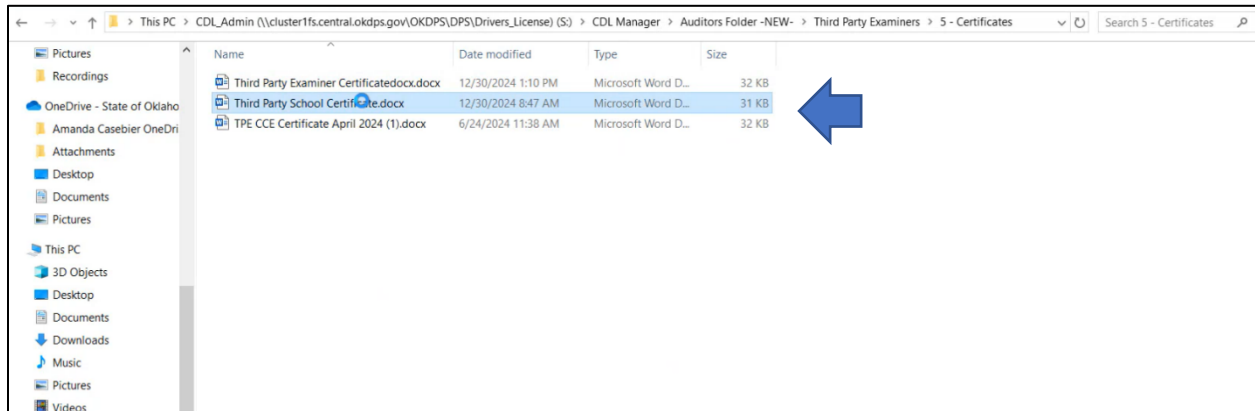 This PC > CDL_Admin (\\cluster1fs.central.okdps.gov\OKDPS\DPS\Drivers_License) (S:) > CDL Manager > Auditors Folder -NEW- > Third Party Examiners > 5 - Certificates
Search 5 - Certificates
Pictures
Recordings
OneDrive - State of Oklaho
Amanda Casebier OneDri
Attachments
Desktop
Documents
Pictures
This PC
3D Objects
Desktop
Documents
Downloads
Music
Pictures
Videos
Name Date modified Type Size
Third Party Examiner Certificatedocx.docx 12/30/2024 1:10 PM Microsoft Word D... 32 KB
Third Party School Certificate.docx 12/30/2024 8:47 AM Microsoft Word D... 31 KB
TPE CCE Certificate April 2024 (1).docx 6/24/2024 11:38 AM Microsoft Word D... 32 KB